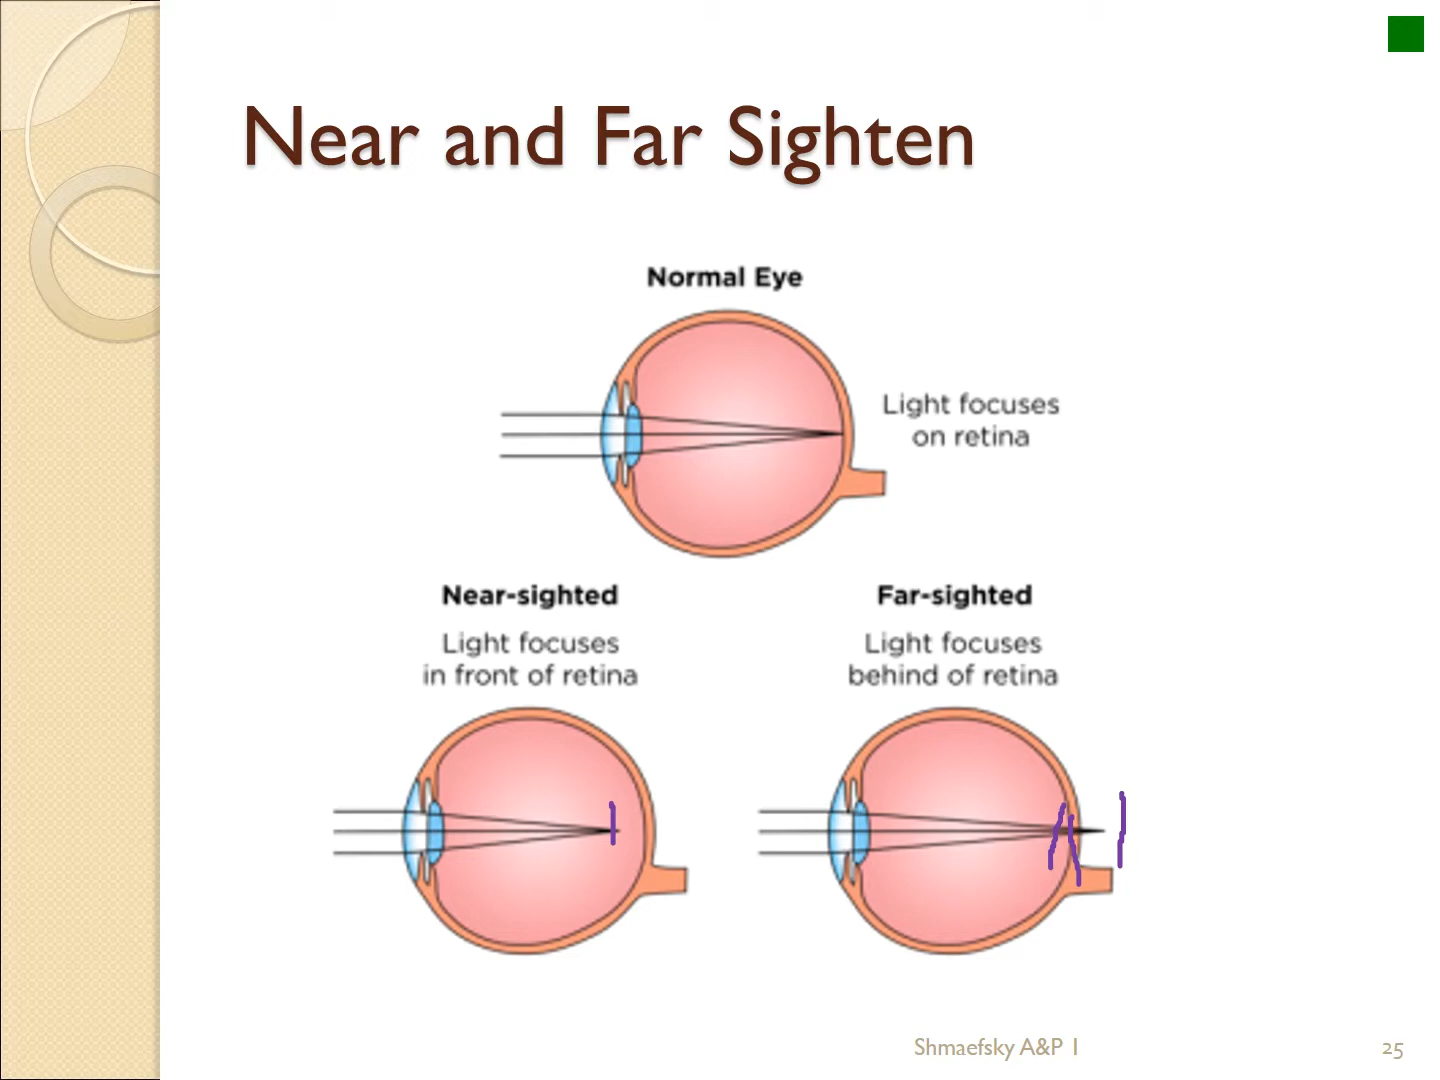 Near and Far Sighten
Normal Eye
Light focuses
on retina
Near-sighted
Light focuses
in front of retina
Far-sighted
Light focuses
behind of retina
Shmaefsky A&P 1
25